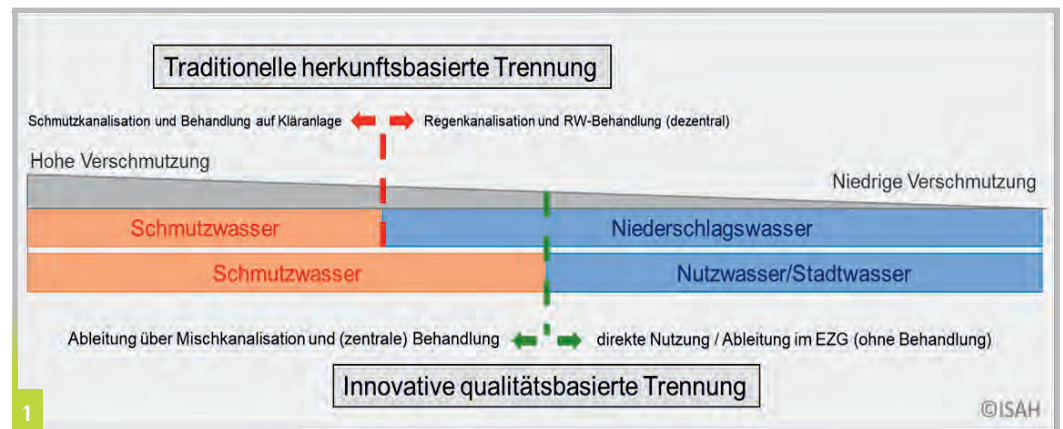 Traditionelle herkunftsbasierte Trennung
Schmutzkanalisation und Behandlung auf Kläranlage
Regenkanalisation und RW-Behandlung (dezentral)
Hohe Verschmutzung
Niedrige Verschmutzung
Schmutzwasser
Niederschlagswasser
Schmutzwasser
Nutzwasser/Stadtwasser
Ableitung über Mischkanalisation und (zentrale) Behandlung
direkte Nutzung / Ableitung im EZG (ohne Behandlung)
Innovative qualitätsbasierte Trennung
1
©ISAH